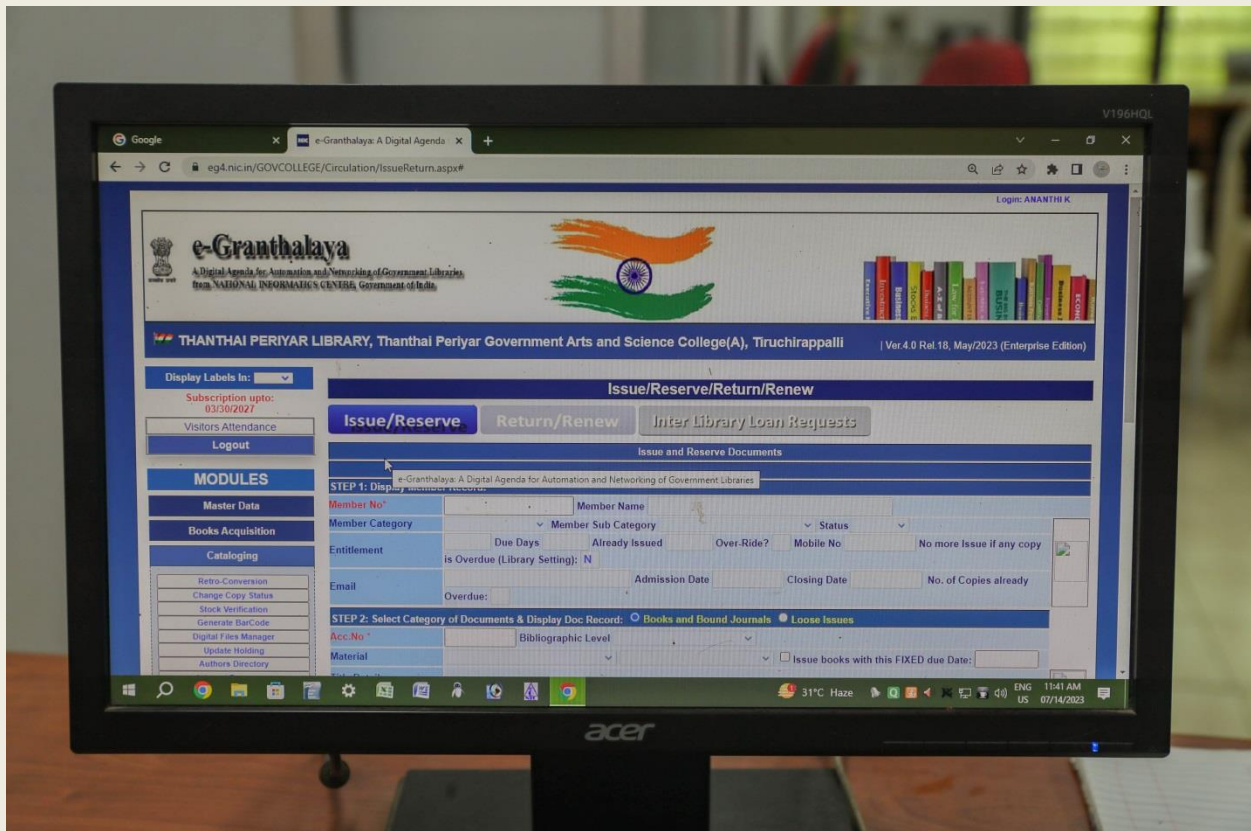 V196HQL
Google
e-Granthalaya: A Digital Agenda
eg4.nic.in/GOVCOLLEGE/Circulation/IssueReturn.aspx#
Login: ANANTHI K
e-Granthalaya
A Digital Agenda for Automation and Networking of Government Libraries
from NATIONAL INFORMATICS CENTRE, Government of India
THANTHAI PERIYAR LIBRARY, Thanthai Periyar Government Arts and Science College(A), Tiruchirappalli | Ver.4.0 Rel.18, May/2023 (Enterprise Edition)
Display Labels In:
Subscription upto:
03/30/2027
Visitors Attendance
Logout
MODULES
Master Data
Books Acquisition
Cataloging
Retro-Conversion
Change Copy Status
Stock Verification
Generate BarCode
Digital Files Manager
Update Holding
Authors Directory
Issue/Reserve/Return/Renew
Issue/Reserve Return/Renew Inter Library Loan Requests
Issue and Reserve Documents
e-Granthalaya: A Digital Agenda for Automation and Networking of Government Libraries
STEP 1: Display Member Record:
Member No* Member Name
Member Category Member Sub Category Status
Entitlement Due Days Already Issued Over-Ride? Mobile No No more Issue if any copy
is Overdue (Library Setting): N
Email Admission Date Closing Date No. of Copies already
Overdue:
STEP 2: Select Category of Documents & Display Doc Record: Books and Bound Journals Loose Issues
Acc.No * Bibliographic Level
Material Issue books with this FIXED due Date:
31°C Haze ENG 11:41 AM
US 07/14/2023
acer